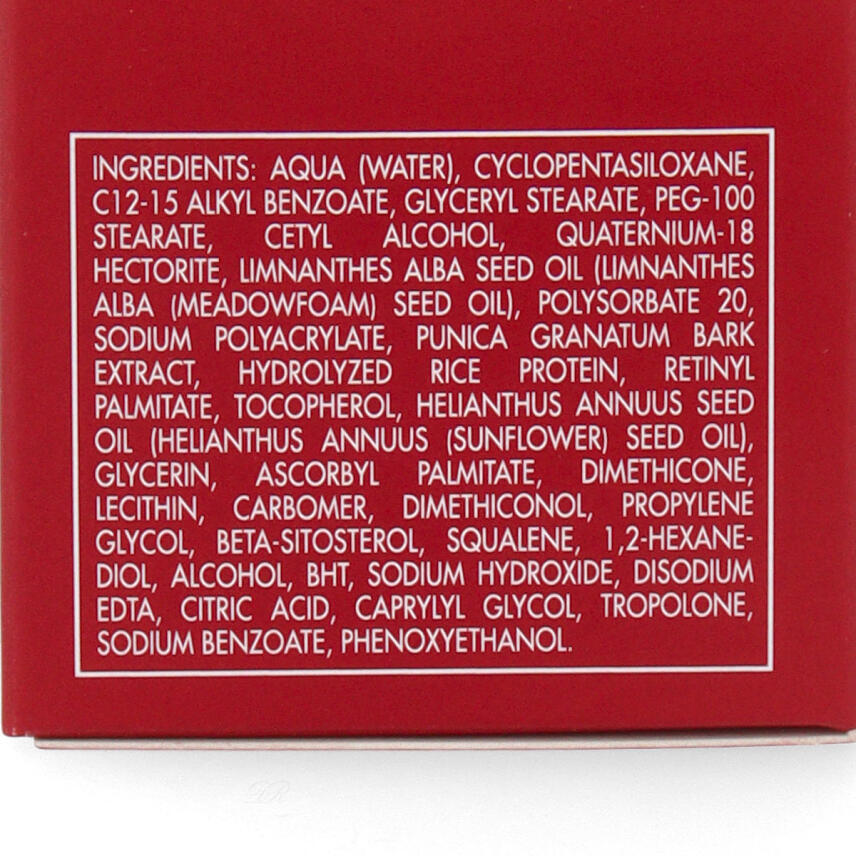 INGREDIENTS: AQUA (WATER), CYCLOPENTASILOXANE,
C12-15 ALKYL BENZOATE, GLYCERYL STEARATE, PEG-100
STEARATE, CETYL ALCOHOL, QUATERNIUM-18
HECTORITE, LIMNANTHES ALBA SEED OIL (LIMNANTHES
ALBA (MEADOWFOAM) SEED OIL), POLYSORBATE 20,
SODIUM POLYACRYLATE, PUNICA GRANATUM BARK
EXTRACT, HYDROLYZED RICE PROTEIN, RETINYL
PALMITATE, TOCOPHEROL, HELIANTHUS ANNUUS SEED
OIL (HELIANTHUS ANNUUS (SUNFLOWER) SEED OIL),
GLYCERIN, ASCORBYL PALMITATE, DIMETHICONE,
LECITHIN, CARBOMER, DIMETHICONOL, PROPYLENE
GLYCOL, BETA-SITOSTEROL, SQUALENE, 1,2-HEXANE-
DIOL, ALCOHOL, BHT, SODIUM HYDROXIDE, DISODIUM
EDTA, CITRIC ACID, CAPRYLYL GLYCOL, TROPOLONE,
SODIUM BENZOATE, PHENOXYETHANOL.